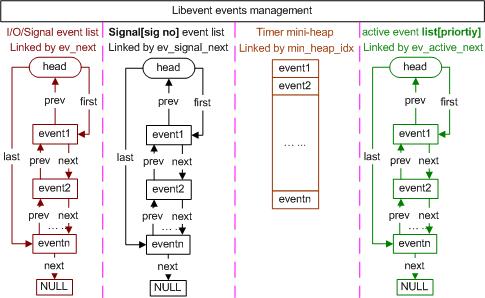 Libevent events management
I/O/Signal event list
Linked by ev_next
head
prev
first
event1
last
prev
next
event2
prev
next
... ...
eventn
next
NULL
Signal[sig no] event list
Linked by ev_signal_next
head
prev
first
event1
last
prev
next
event2
prev
next
... ...
eventn
next
NULL
Timer mini-heap
Linked by min_heap_idx
event1
event2
... ...
eventn
active event list[priortiy]
Linked by ev_active_next
head
prev
first
event1
last
prev
next
event2
prev
next
... ...
eventn
next
NULL